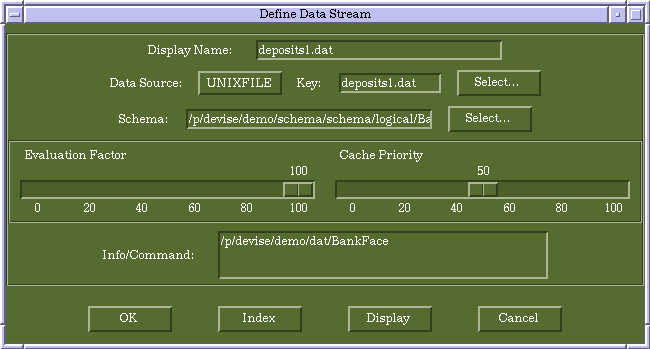 Define Data Stream
Display Name: deposits1.dat
Data Source: UNIXFILE Key: deposits1.dat Select...
Schema: /p/devise/demo/schema/schema/logical/Ba Select...
Evaluation Factor Cache Priority
100 50
0 20 40 60 80 100 0 20 40 60 80 100
Info/Command: /p/devise/demo/dat/BankFace
OK Index Display Cancel